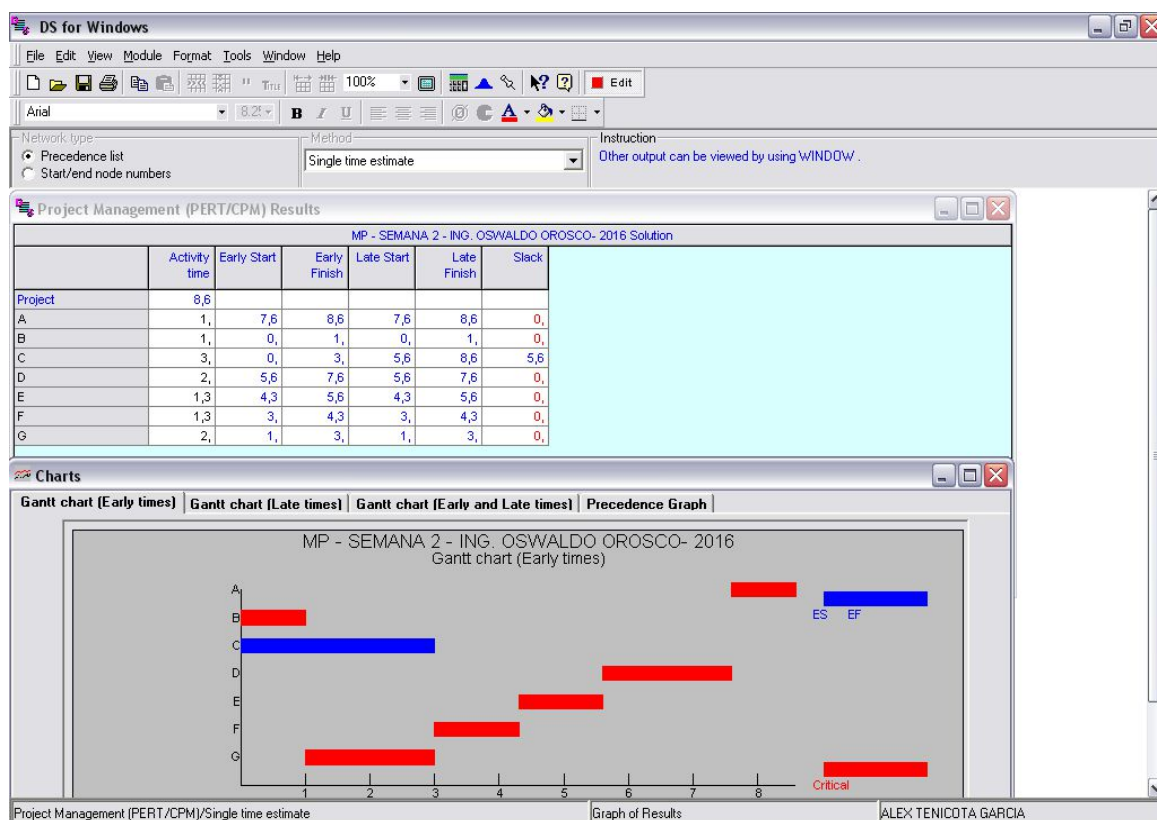 DS for Windows
File Edit View Module Format Tools Window Help
100% Edit
Arial 8.25 B I U A
Network type
Precedence list
Start/end node numbers
Method
Single time estimate
Instruction
Other output can be viewed by using WINDOW .
Project Management (PERT/CPM) Results
MP - SEMANA 2 - ING. OSWALDO OROSCO- 2016 Solution
Activity time Early Start Early Finish Late Start Late Finish Slack
Project 8,6
A 1, 7,6 8,6 7,6 8,6 0,
B 1, 0, 1, 0, 1, 0,
C 3, 0, 3, 5,6 8,6 5,6
D 2, 5,6 7,6 5,6 7,6 0,
E 1,3 4,3 5,6 4,3 5,6 0,
F 1,3 3, 4,3 3, 4,3 0,
G 2, 1, 3, 1, 3, 0,
Charts
Gantt chart (Early times) Gantt chart (Late times) Gantt chart (Early and Late times) Precedence Graph
MP - SEMANA 2 - ING. OSWALDO OROSCO- 2016
Gantt chart (Early times)
A
B
C
D
E
F
G
ES EF
1 2 3 4 5 6 7 8
Critical
Project Management (PERT/CPM)/Single time estimate Graph of Results ALEX TENICOTA GARCIA